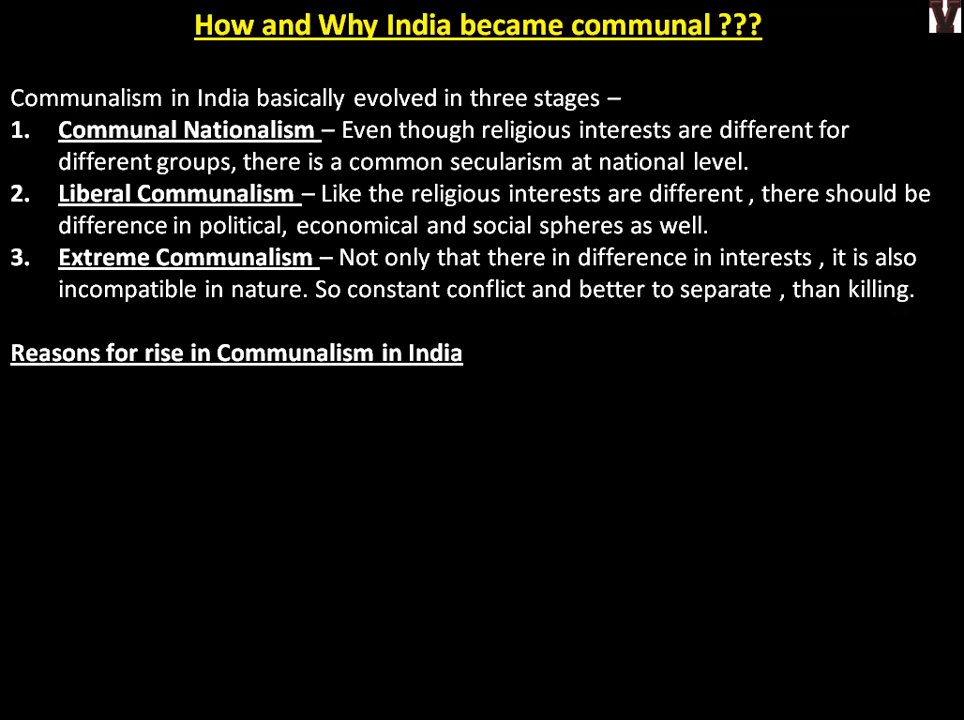 How and Why India became communal ???
Communalism in India basically evolved in three stages –
1. Communal Nationalism – Even though religious interests are different for
different groups, there is a common secularism at national level.
2. Liberal Communalism – Like the religious interests are different , there should be
difference in political, economical and social spheres as well.
3. Extreme Communalism – Not only that there in difference in interests , it is also
incompatible in nature. So constant conflict and better to separate , than killing.
Reasons for rise in Communalism in India